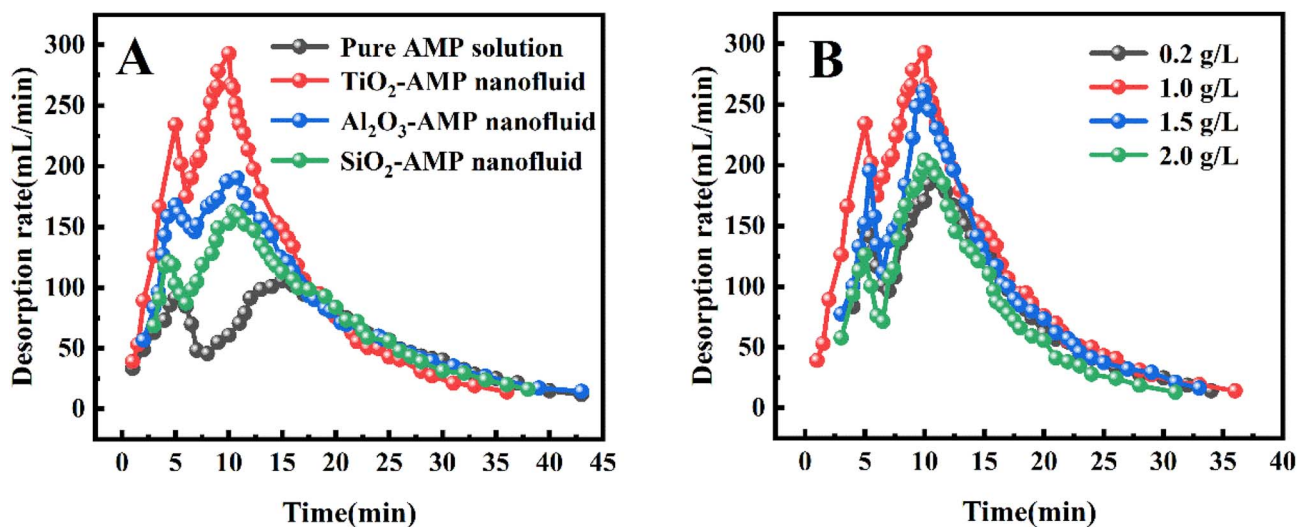 A
Pure AMP solution
TiO₂-AMP nanofluid
Al₂O₃-AMP nanofluid
SiO₂-AMP nanofluid
Desorption rate(mL/min)
300
250
200
150
100
50
0
0 5 10 15 20 25 30 35 40 45
Time(min)
B
0.2 g/L
1.0 g/L
1.5 g/L
2.0 g/L
Desorption rate(mL/min)
300
250
200
150
100
50
0
0 5 10 15 20 25 30 35 40
Time(min)